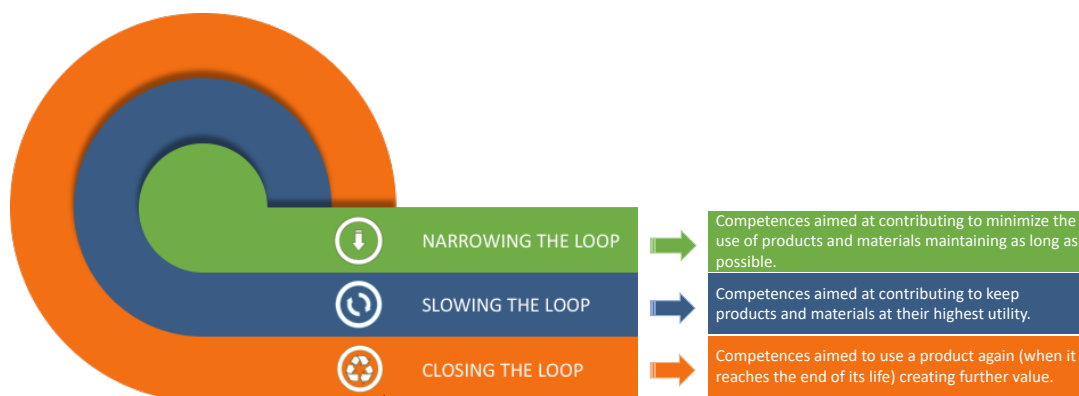 NARROWING THE LOOP
Competences aimed at contributing to minimize the
use of products and materials maintaining as long as
possible.
SLOWING THE LOOP
Competences aimed at contributing to keep
products and materials at their highest utility.
CLOSING THE LOOP
Competences aimed to use a product again (when it
reaches the end of its life) creating further value.